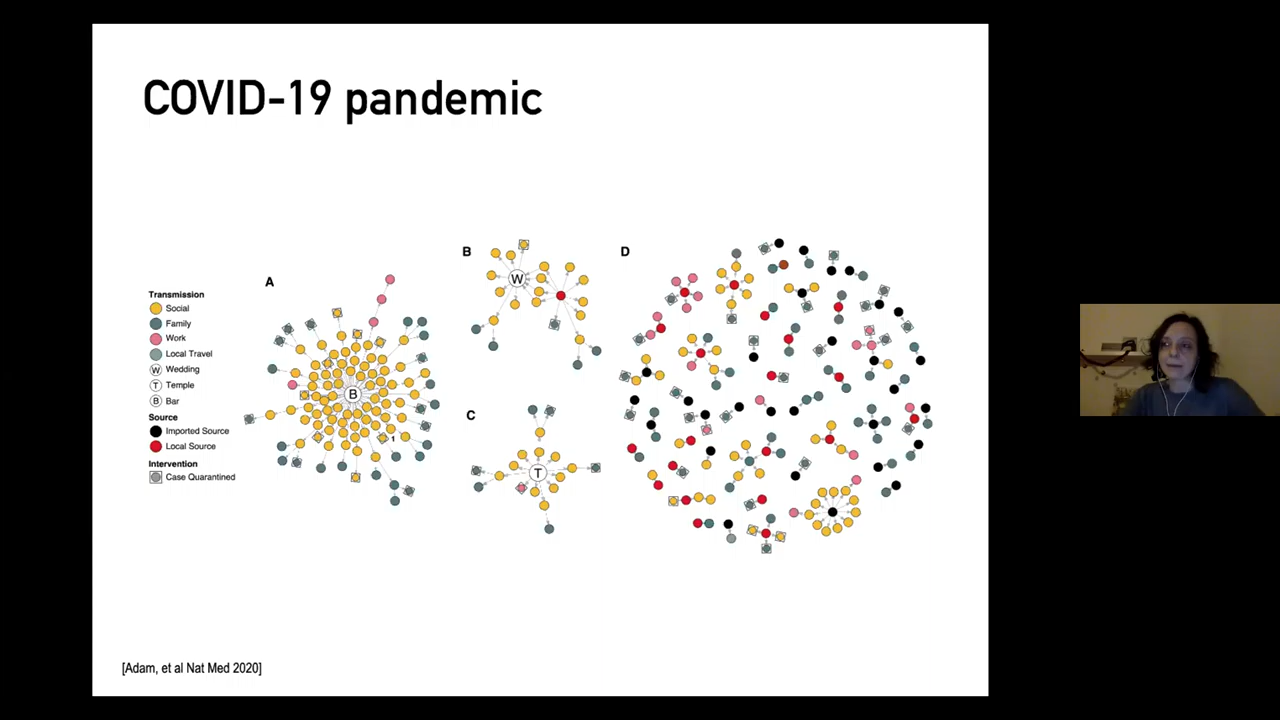 COVID-19 pandemic
A
B
C
D
Transmission
Social
Family
Work
Local Travel
W Wedding
T Temple
B Bar
Source
Imported Source
Local Source
Intervention
Case Quarantined
B
1
W
T
[Adam, et al Nat Med 2020]